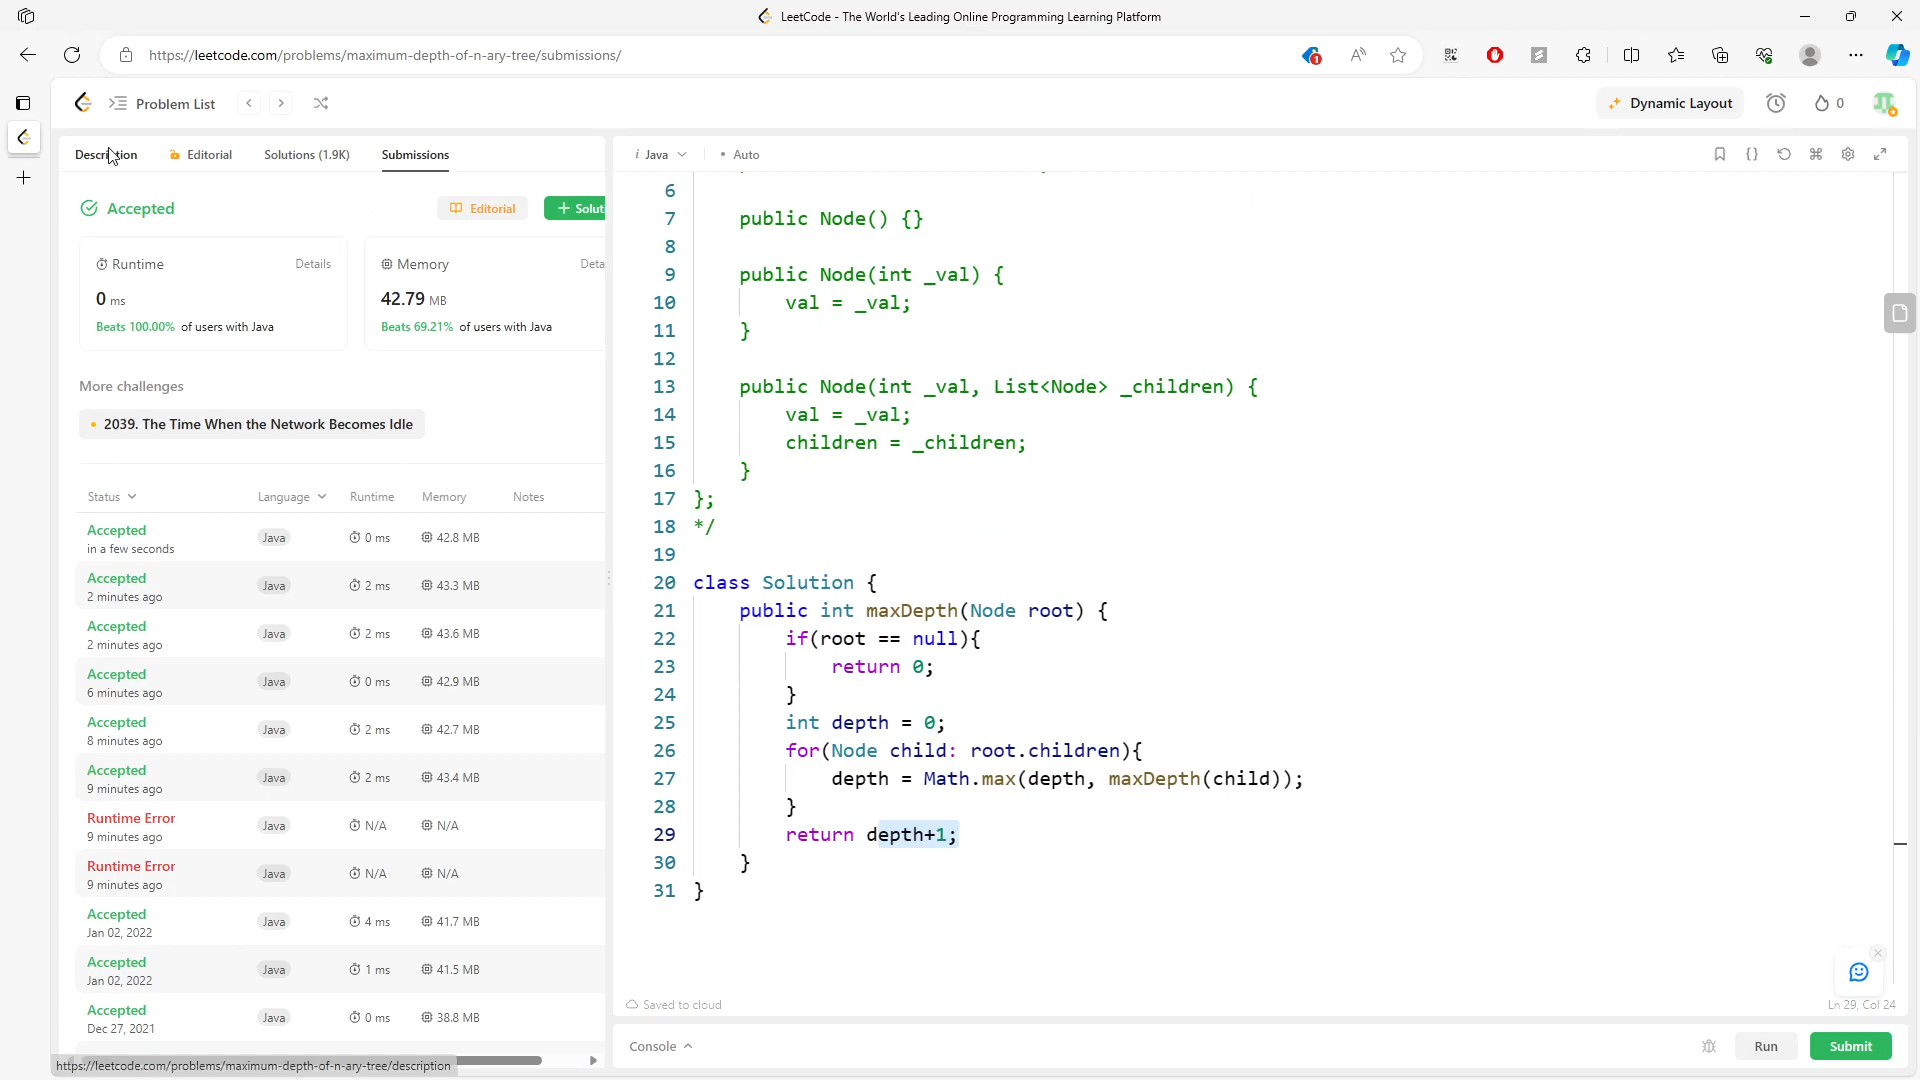 LeetCode - The World's Leading Online Programming Learning Platform
https://leetcode.com/problems/maximum-depth-of-n-ary-tree/submissions/
1
Problem List
Dynamic Layout
0
Description
Editorial
Solutions (1.9K)
Submissions
Java
Auto
Accepted
Editorial
Solut
Runtime
Details
Memory
Deta
0 ms
42.79 MB
Beats 100.00% of users with Java
Beats 69.21% of users with Java
More challenges
2039. The Time When the Network Becomes Idle
Status
Language
Runtime
Memory
Notes
Accepted
in a few seconds
Java
0 ms
42.8 MB
Accepted
2 minutes ago
Java
2 ms
43.3 MB
Accepted
2 minutes ago
Java
2 ms
43.6 MB
Accepted
6 minutes ago
Java
0 ms
42.9 MB
Accepted
8 minutes ago
Java
2 ms
42.7 MB
Accepted
9 minutes ago
Java
2 ms
43.4 MB
Runtime Error
9 minutes ago
Java
N/A
N/A
Runtime Error
9 minutes ago
Java
N/A
N/A
Accepted
Jan 02, 2022
Java
4 ms
41.7 MB
Accepted
Jan 02, 2022
Java
1 ms
41.5 MB
Accepted
Dec 27, 2021
Java
0 ms
38.8 MB
https://leetcode.com/problems/maximum-depth-of-n-ary-tree/description
6
7 public Node() {}
8
9 public Node(int _val) {
10 val = _val;
11 }
12
13 public Node(int _val, List<Node> _children) {
14 val = _val;
15 children = _children;
16 }
17 };
18 */
19
20 class Solution {
21 public int maxDepth(Node root) {
22 if(root == null){
23 return 0;
24 }
25 int depth = 0;
26 for(Node child: root.children){
27 depth = Math.max(depth, maxDepth(child));
28 }
29 return depth+1;
30 }
31 }
Saved to cloud
Ln 29, Col 24
Console
Run
Submit